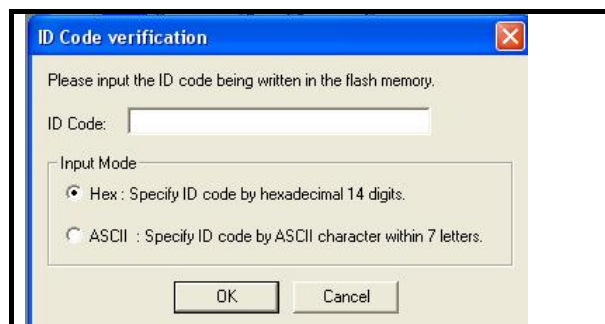 ID Code verification
Please input the ID code being written in the flash memory.
ID Code:
Input Mode
Hex : Specify ID code by hexadecimal 14 digits.
ASCII : Specify ID code by ASCII character within 7 letters.
OK Cancel